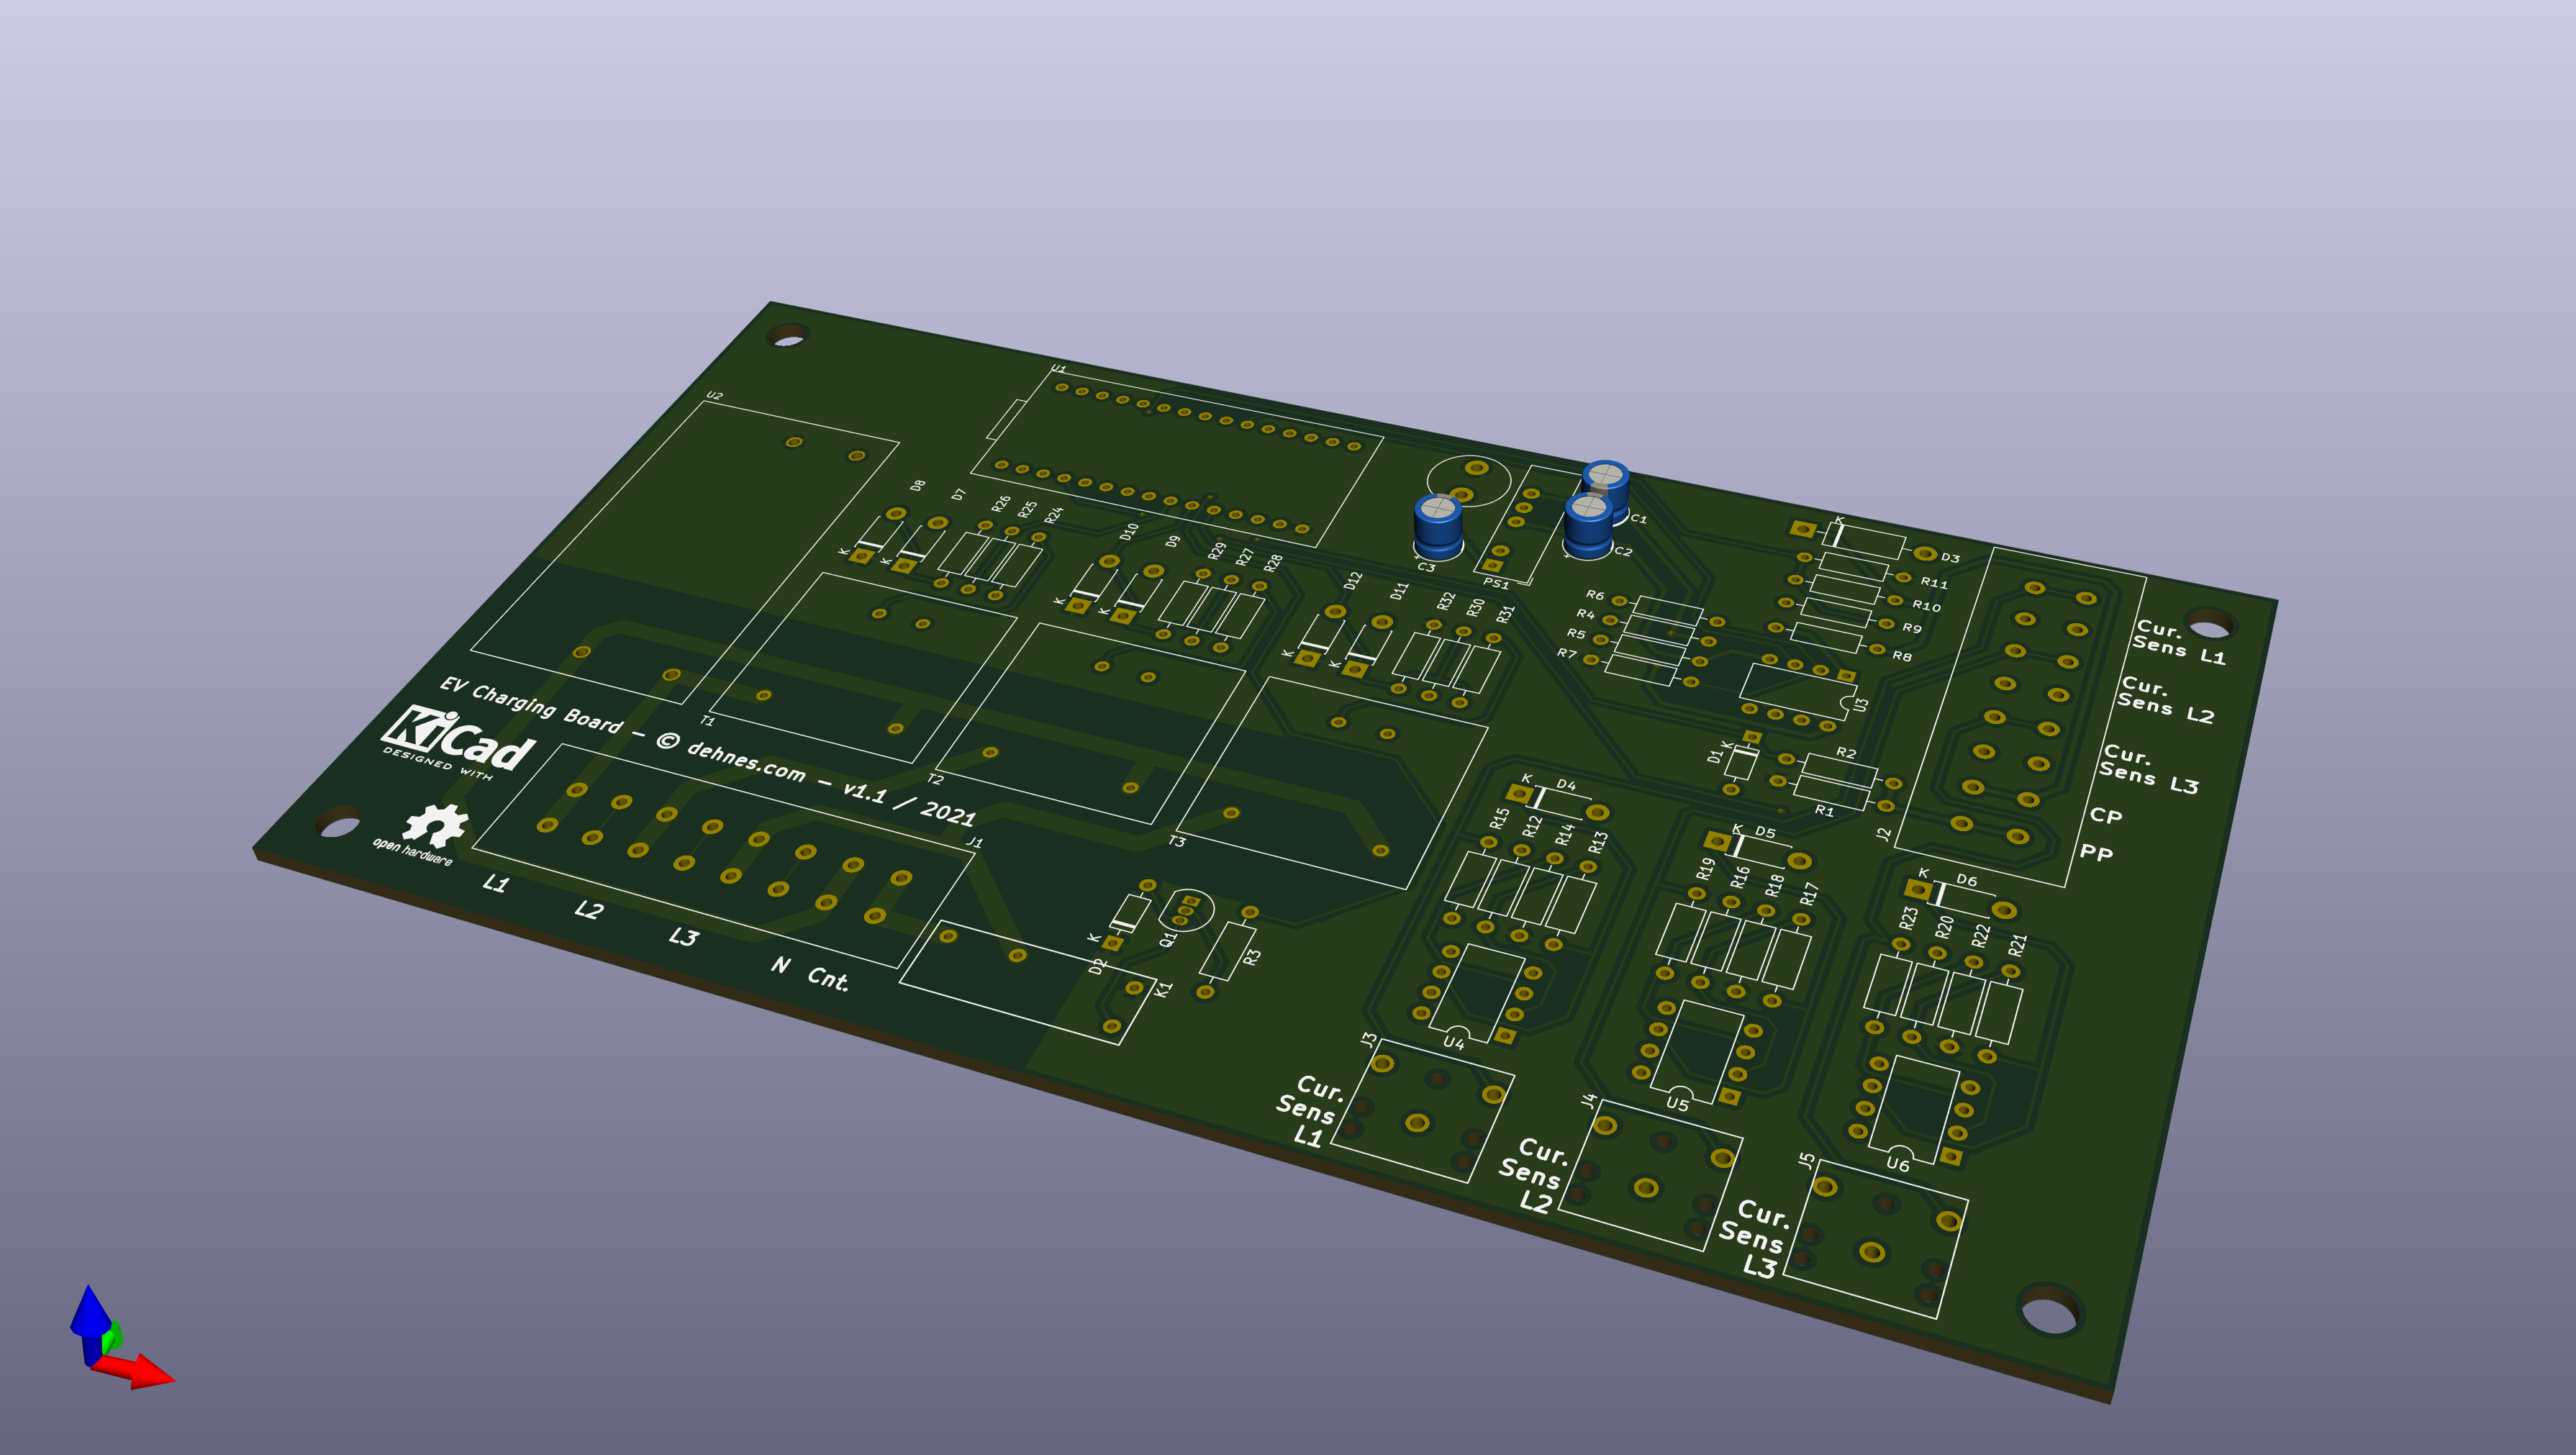 U1
U2
D8
D7
R26
R25
R24
K
K
D10
D9
R29
R27
R28
K
K
D12
D11
R32
R30
R31
K
K
C1
C2
C3
PS1
K
D3
R11
R10
R9
R8
R6
R4
R5
R7
U3
D1
K
R2
R1
J2
Cur.
Sens L1
Cur.
Sens L2
Cur.
Sens L3
CP
PP
EV Charging Board – © dehnes.com – v1.1 / 2021
KiCad
DESIGNED WITH
open hardware
T1
T2
T3
J1
L1
L2
L3
N Cnt.
K
D2
Q1
R3
K1
K
D4
R15
R12
R14
R13
U4
K
D5
R19
R16
R18
R17
U5
K
D6
R23
R20
R22
R21
U6
J3
Cur.
Sens
L1
J4
Cur.
Sens
L2
J5
Cur.
Sens
L3